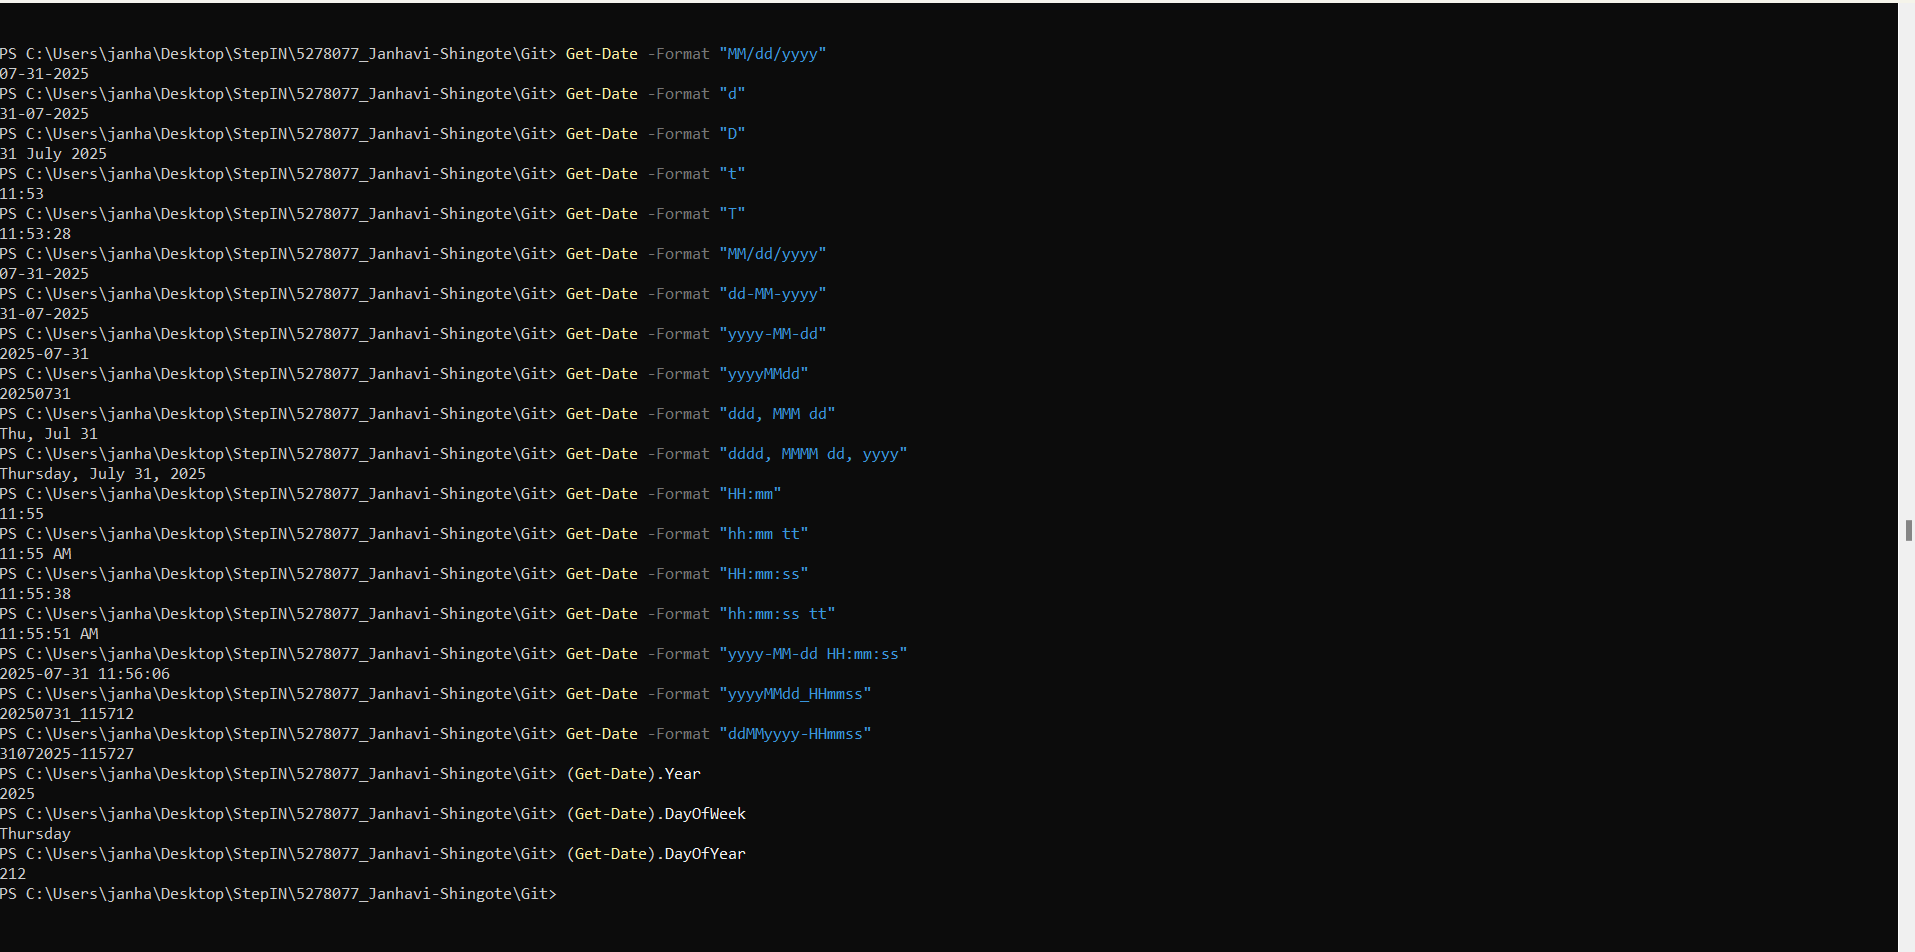 PS C:\Users\janha\Desktop\StepIN\5278077_Janhavi-Shingote\Git> Get-Date -Format "MM/dd/yyyy"
07-31-2025
PS C:\Users\janha\Desktop\StepIN\5278077_Janhavi-Shingote\Git> Get-Date -Format "d"
31-07-2025
PS C:\Users\janha\Desktop\StepIN\5278077_Janhavi-Shingote\Git> Get-Date -Format "D"
31 July 2025
PS C:\Users\janha\Desktop\StepIN\5278077_Janhavi-Shingote\Git> Get-Date -Format "t"
11:53
PS C:\Users\janha\Desktop\StepIN\5278077_Janhavi-Shingote\Git> Get-Date -Format "T"
11:53:28
PS C:\Users\janha\Desktop\StepIN\5278077_Janhavi-Shingote\Git> Get-Date -Format "MM/dd/yyyy"
07-31-2025
PS C:\Users\janha\Desktop\StepIN\5278077_Janhavi-Shingote\Git> Get-Date -Format "dd-MM-yyyy"
31-07-2025
PS C:\Users\janha\Desktop\StepIN\5278077_Janhavi-Shingote\Git> Get-Date -Format "yyyy-MM-dd"
2025-07-31
PS C:\Users\janha\Desktop\StepIN\5278077_Janhavi-Shingote\Git> Get-Date -Format "yyyyMMdd"
20250731
PS C:\Users\janha\Desktop\StepIN\5278077_Janhavi-Shingote\Git> Get-Date -Format "ddd, MMM dd"
Thu, Jul 31
PS C:\Users\janha\Desktop\StepIN\5278077_Janhavi-Shingote\Git> Get-Date -Format "dddd, MMMM dd, yyyy"
Thursday, July 31, 2025
PS C:\Users\janha\Desktop\StepIN\5278077_Janhavi-Shingote\Git> Get-Date -Format "HH:mm"
11:55
PS C:\Users\janha\Desktop\StepIN\5278077_Janhavi-Shingote\Git> Get-Date -Format "hh:mm tt"
11:55 AM
PS C:\Users\janha\Desktop\StepIN\5278077_Janhavi-Shingote\Git> Get-Date -Format "HH:mm:ss"
11:55:38
PS C:\Users\janha\Desktop\StepIN\5278077_Janhavi-Shingote\Git> Get-Date -Format "hh:mm:ss tt"
11:55:51 AM
PS C:\Users\janha\Desktop\StepIN\5278077_Janhavi-Shingote\Git> Get-Date -Format "yyyy-MM-dd HH:mm:ss"
2025-07-31 11:56:06
PS C:\Users\janha\Desktop\StepIN\5278077_Janhavi-Shingote\Git> Get-Date -Format "yyyyMMdd_HHmmss"
20250731_115712
PS C:\Users\janha\Desktop\StepIN\5278077_Janhavi-Shingote\Git> Get-Date -Format "ddMMyyyy-HHmmss"
31072025-115727
PS C:\Users\janha\Desktop\StepIN\5278077_Janhavi-Shingote\Git> (Get-Date).Year
2025
PS C:\Users\janha\Desktop\StepIN\5278077_Janhavi-Shingote\Git> (Get-Date).DayOfWeek
Thursday
PS C:\Users\janha\Desktop\StepIN\5278077_Janhavi-Shingote\Git> (Get-Date).DayOfYear
212
PS C:\Users\janha\Desktop\StepIN\5278077_Janhavi-Shingote\Git>